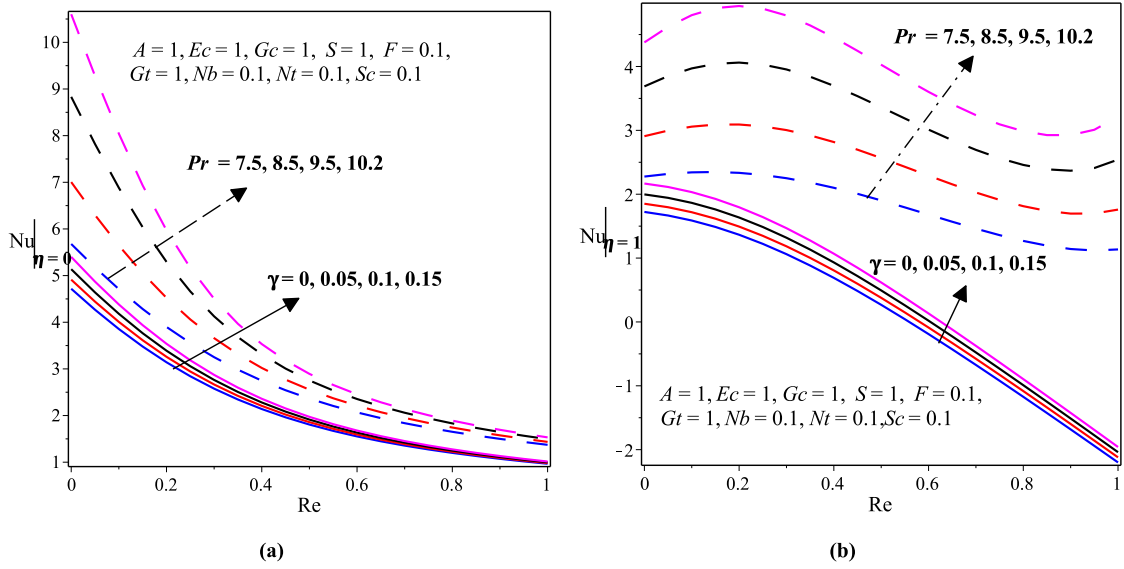 A = 1, Ec = 1, Gc = 1, S = 1, F = 0.1,
Gt = 1, Nb = 0.1, Nt = 0.1, Sc = 0.1
Pr = 7.5, 8.5, 9.5, 10.2
γ = 0, 0.05, 0.1, 0.15
Nu|η = 0
10
9
8
7
6
5
4
3
2
1
0 0.2 0.4 0.6 0.8 1
Re
(a)
Pr = 7.5, 8.5, 9.5, 10.2
γ = 0, 0.05, 0.1, 0.15
A = 1, Ec = 1, Gc = 1, S = 1, F = 0.1,
Gt = 1, Nb = 0.1, Nt = 0.1,Sc = 0.1
Nu|η = 1
4
3
2
1
0
-1
-2
0 0.2 0.4 0.6 0.8 1
Re
(b)